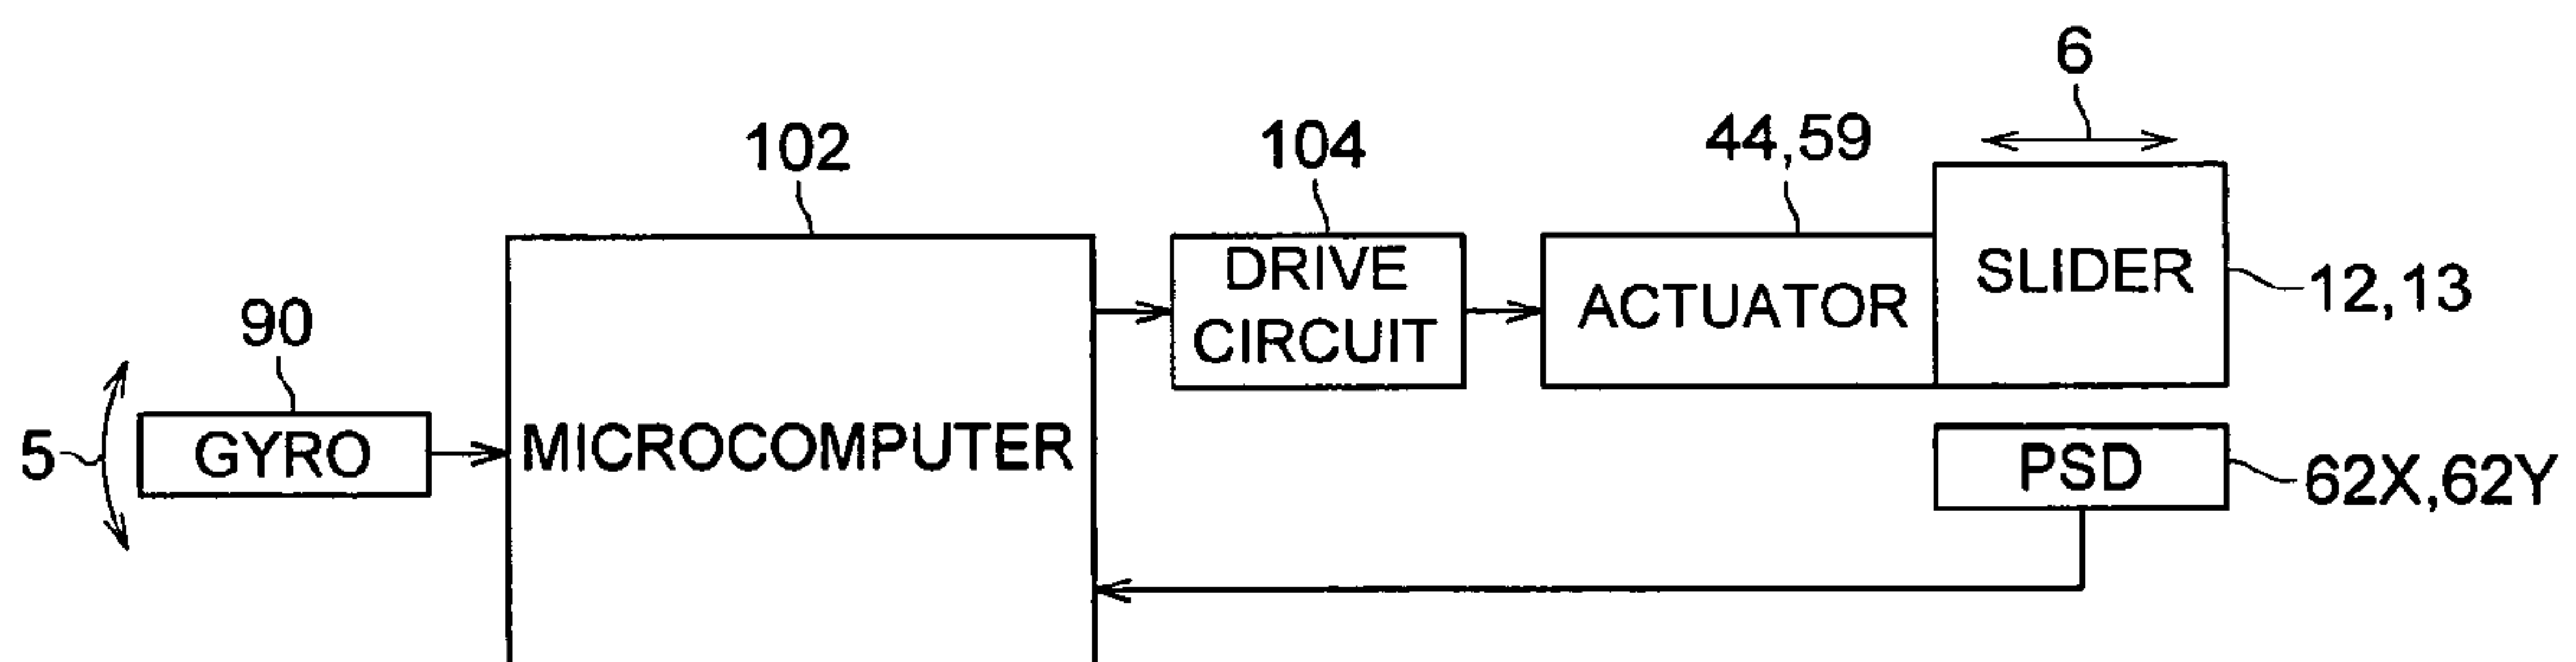 6
102
104
44,59
DRIVE
CIRCUIT
ACTUATOR
SLIDER
12,13
90
5
GYRO
MICROCOMPUTER
PSD
62X,62Y